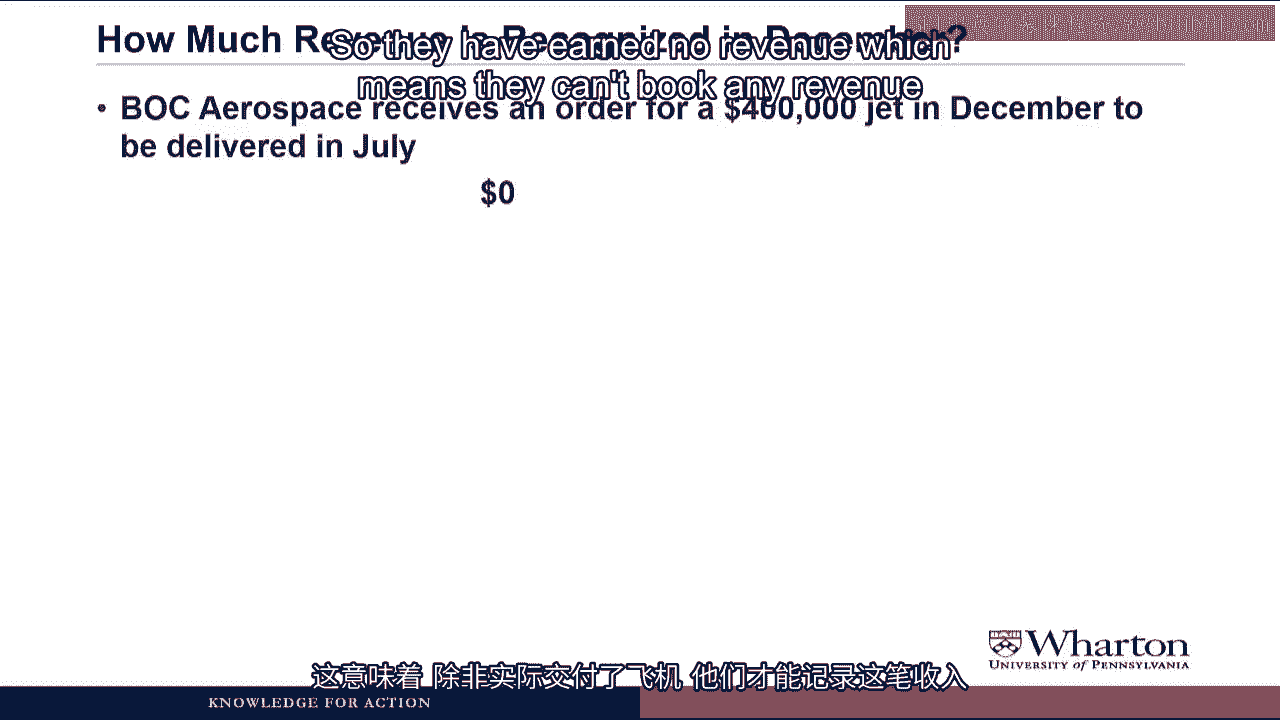 How Much Revenue Is Recognized in December?
So they have earned no revenue which
means they can't book any revenue
• BOC Aerospace receives an order for a $400,000 jet in December to
be delivered in July
$0
Wharton
UNIVERSITY of PENNSYLVANIA
这意味着 除非实际交付了飞机 他们才能记录这笔收入
KNOWLEDGE FOR ACTION